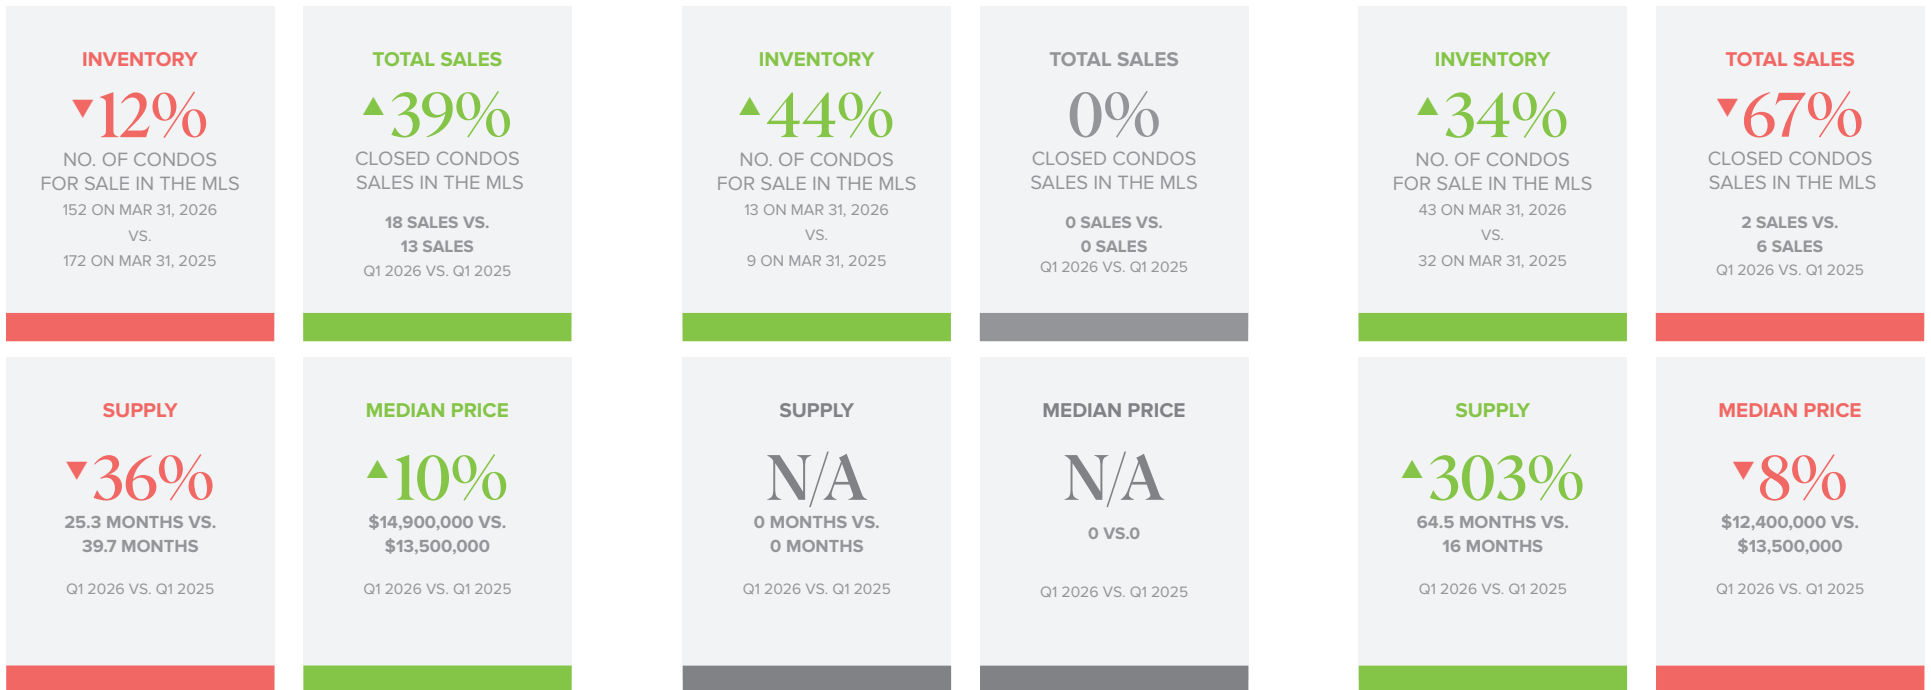 INVENTORY
▼12%
NO. OF CONDOS
FOR SALE IN THE MLS
152 ON MAR 31, 2026
VS.
172 ON MAR 31, 2025
TOTAL SALES
▲39%
CLOSED CONDOS
SALES IN THE MLS
18 SALES VS.
13 SALES
Q1 2026 VS. Q1 2025
SUPPLY
▼36%
25.3 MONTHS VS.
39.7 MONTHS
Q1 2026 VS. Q1 2025
MEDIAN PRICE
▲10%
$14,900,000 VS.
$13,500,000
Q1 2026 VS. Q1 2025
INVENTORY
▲44%
NO. OF CONDOS
FOR SALE IN THE MLS
13 ON MAR 31, 2026
VS.
9 ON MAR 31, 2025
TOTAL SALES
0%
CLOSED CONDOS
SALES IN THE MLS
0 SALES VS.
0 SALES
Q1 2026 VS. Q1 2025
SUPPLY
N/A
0 MONTHS VS.
0 MONTHS
Q1 2026 VS. Q1 2025
MEDIAN PRICE
N/A
0 VS.0
Q1 2026 VS. Q1 2025
INVENTORY
▲34%
NO. OF CONDOS
FOR SALE IN THE MLS
43 ON MAR 31, 2026
VS.
32 ON MAR 31, 2025
TOTAL SALES
▼67%
CLOSED CONDOS
SALES IN THE MLS
2 SALES VS.
6 SALES
Q1 2026 VS. Q1 2025
SUPPLY
▲303%
64.5 MONTHS VS.
16 MONTHS
Q1 2026 VS. Q1 2025
MEDIAN PRICE
▼8%
$12,400,000 VS.
$13,500,000
Q1 2026 VS. Q1 2025